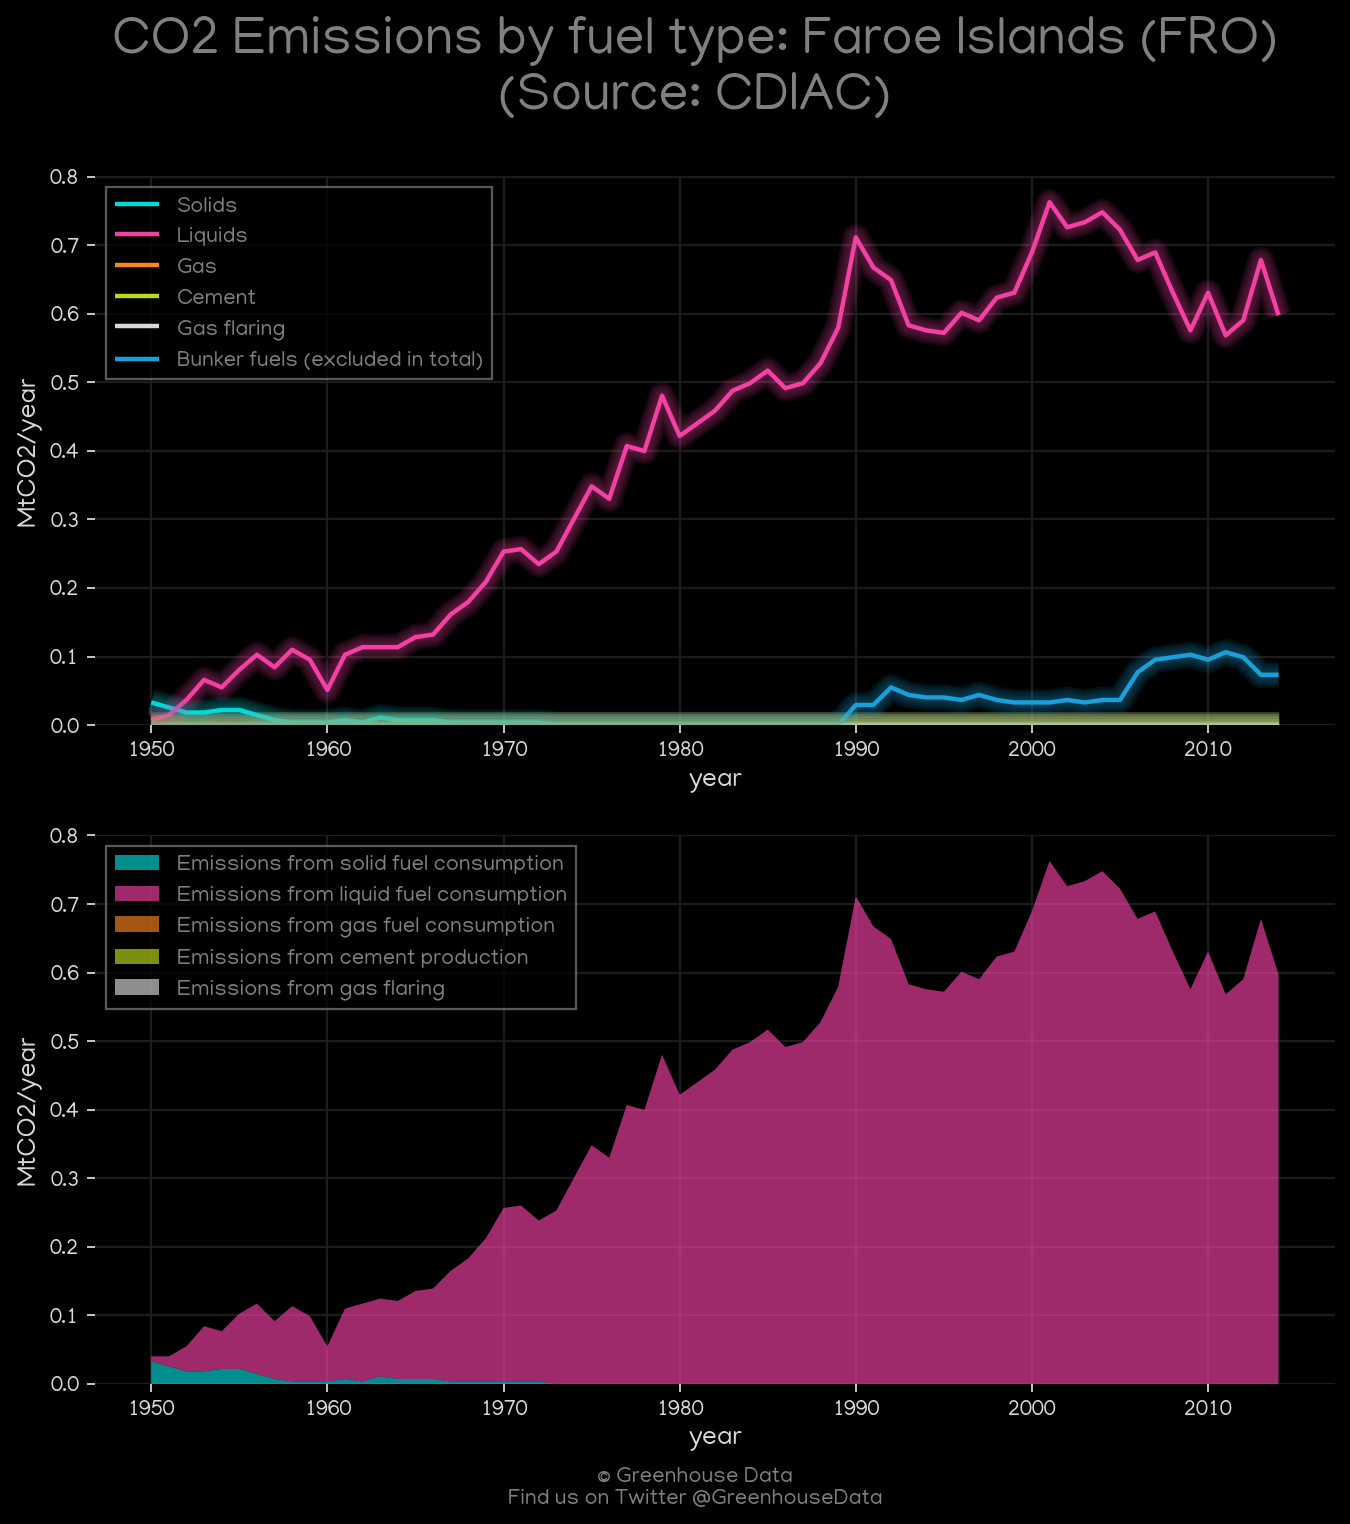 CO2 Emissions by fuel type: Faroe Islands (FRO)
(Source: CDIAC)
0.8
0.7
0.6
0.5
0.4
0.3
0.2
0.1
0.0
MtCO2/year
Solids
Liquids
Gas
Cement
Gas flaring
Bunker fuels (excluded in total)
1950 1960 1970 1980 1990 2000 2010
year
0.8
0.7
0.6
0.5
0.4
0.3
0.2
0.1
0.0
MtCO2/year
Emissions from solid fuel consumption
Emissions from liquid fuel consumption
Emissions from gas fuel consumption
Emissions from cement production
Emissions from gas flaring
1950 1960 1970 1980 1990 2000 2010
year
© Greenhouse Data
Find us on Twitter @GreenhouseData